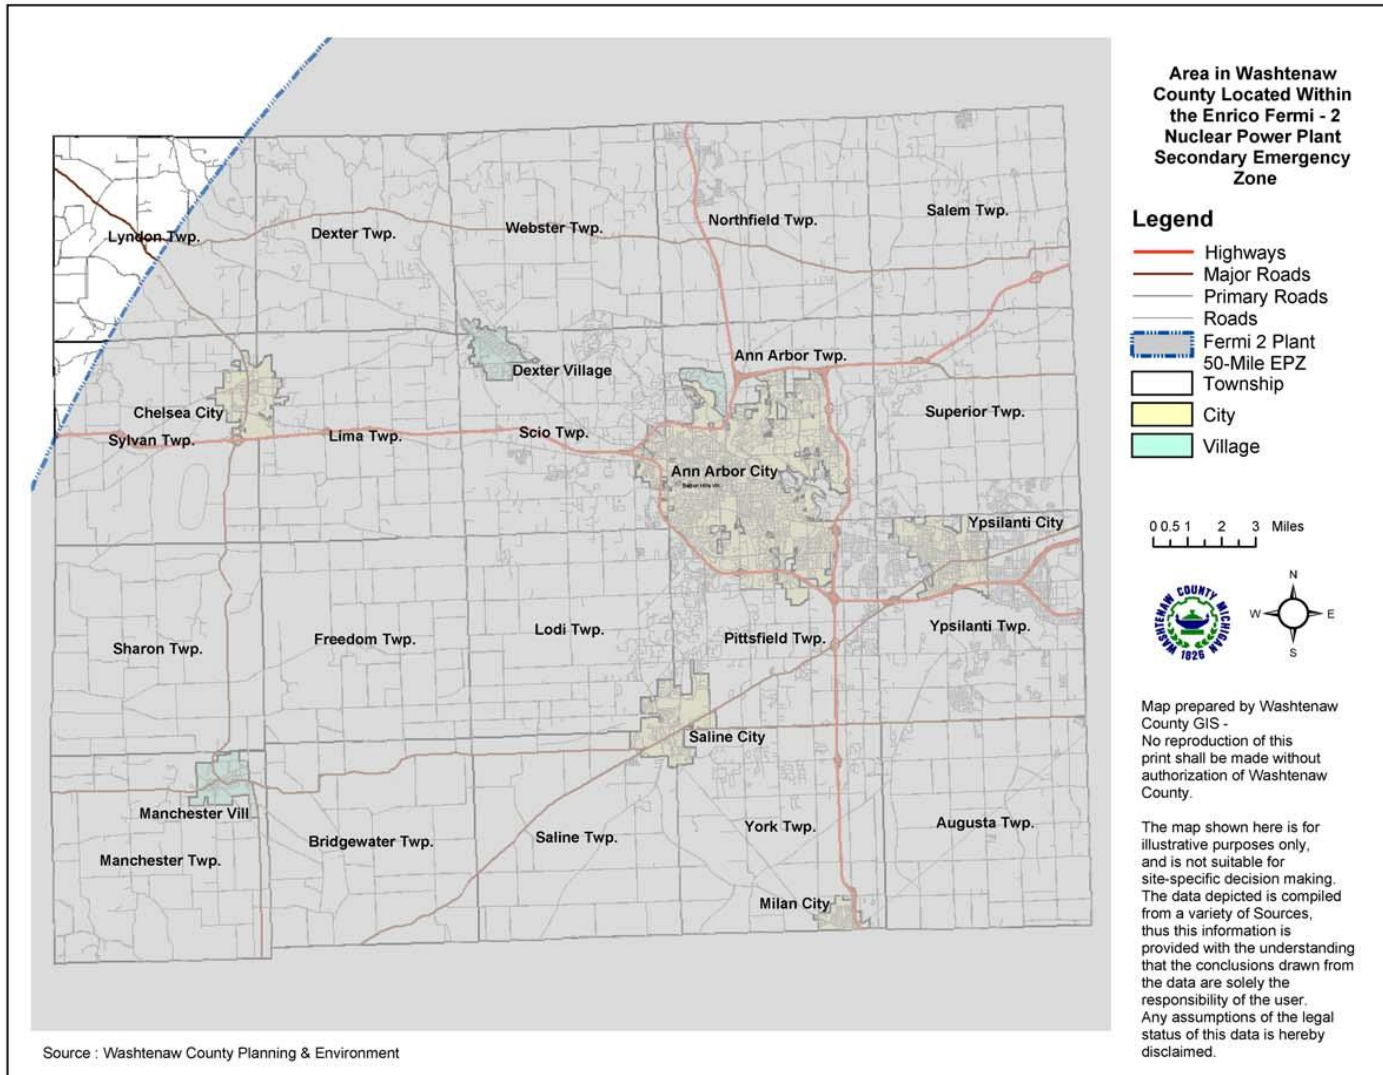 Area in Washtenaw
County Located Within
the Enrico Fermi - 2
Nuclear Power Plant
Secondary Emergency
Zone
Legend
Highways
Major Roads
Primary Roads
Roads
Fermi 2 Plant
50-Mile EPZ
Township
City
Village
0 0.5 1 2 3 Miles
WASHTENAW COUNTY MICHIGAN
1826
N
W E
S
Map prepared by Washtenaw
County GIS -
No reproduction of this
print shall be made without
authorization of Washtenaw
County.
The map shown here is for
illustrative purposes only,
and is not suitable for
site-specific decision making.
The data depicted is compiled
from a variety of Sources,
thus this information is
provided with the understanding
that the conclusions drawn from
the data are solely the
responsibility of the user.
Any assumptions of the legal
status of this data is hereby
disclaimed.
Lyndon Twp.
Dexter Twp.
Webster Twp.
Northfield Twp.
Salem Twp.
Chelsea City
Sylvan Twp.
Lima Twp.
Dexter Village
Scio Twp.
Ann Arbor Twp.
Ann Arbor City
Superior Twp.
Ypsilanti City
Sharon Twp.
Freedom Twp.
Lodi Twp.
Pittsfield Twp.
Ypsilanti Twp.
Saline City
Manchester Vill
Manchester Twp.
Bridgewater Twp.
Saline Twp.
York Twp.
Augusta Twp.
Milan City
Source : Washtenaw County Planning & Environment